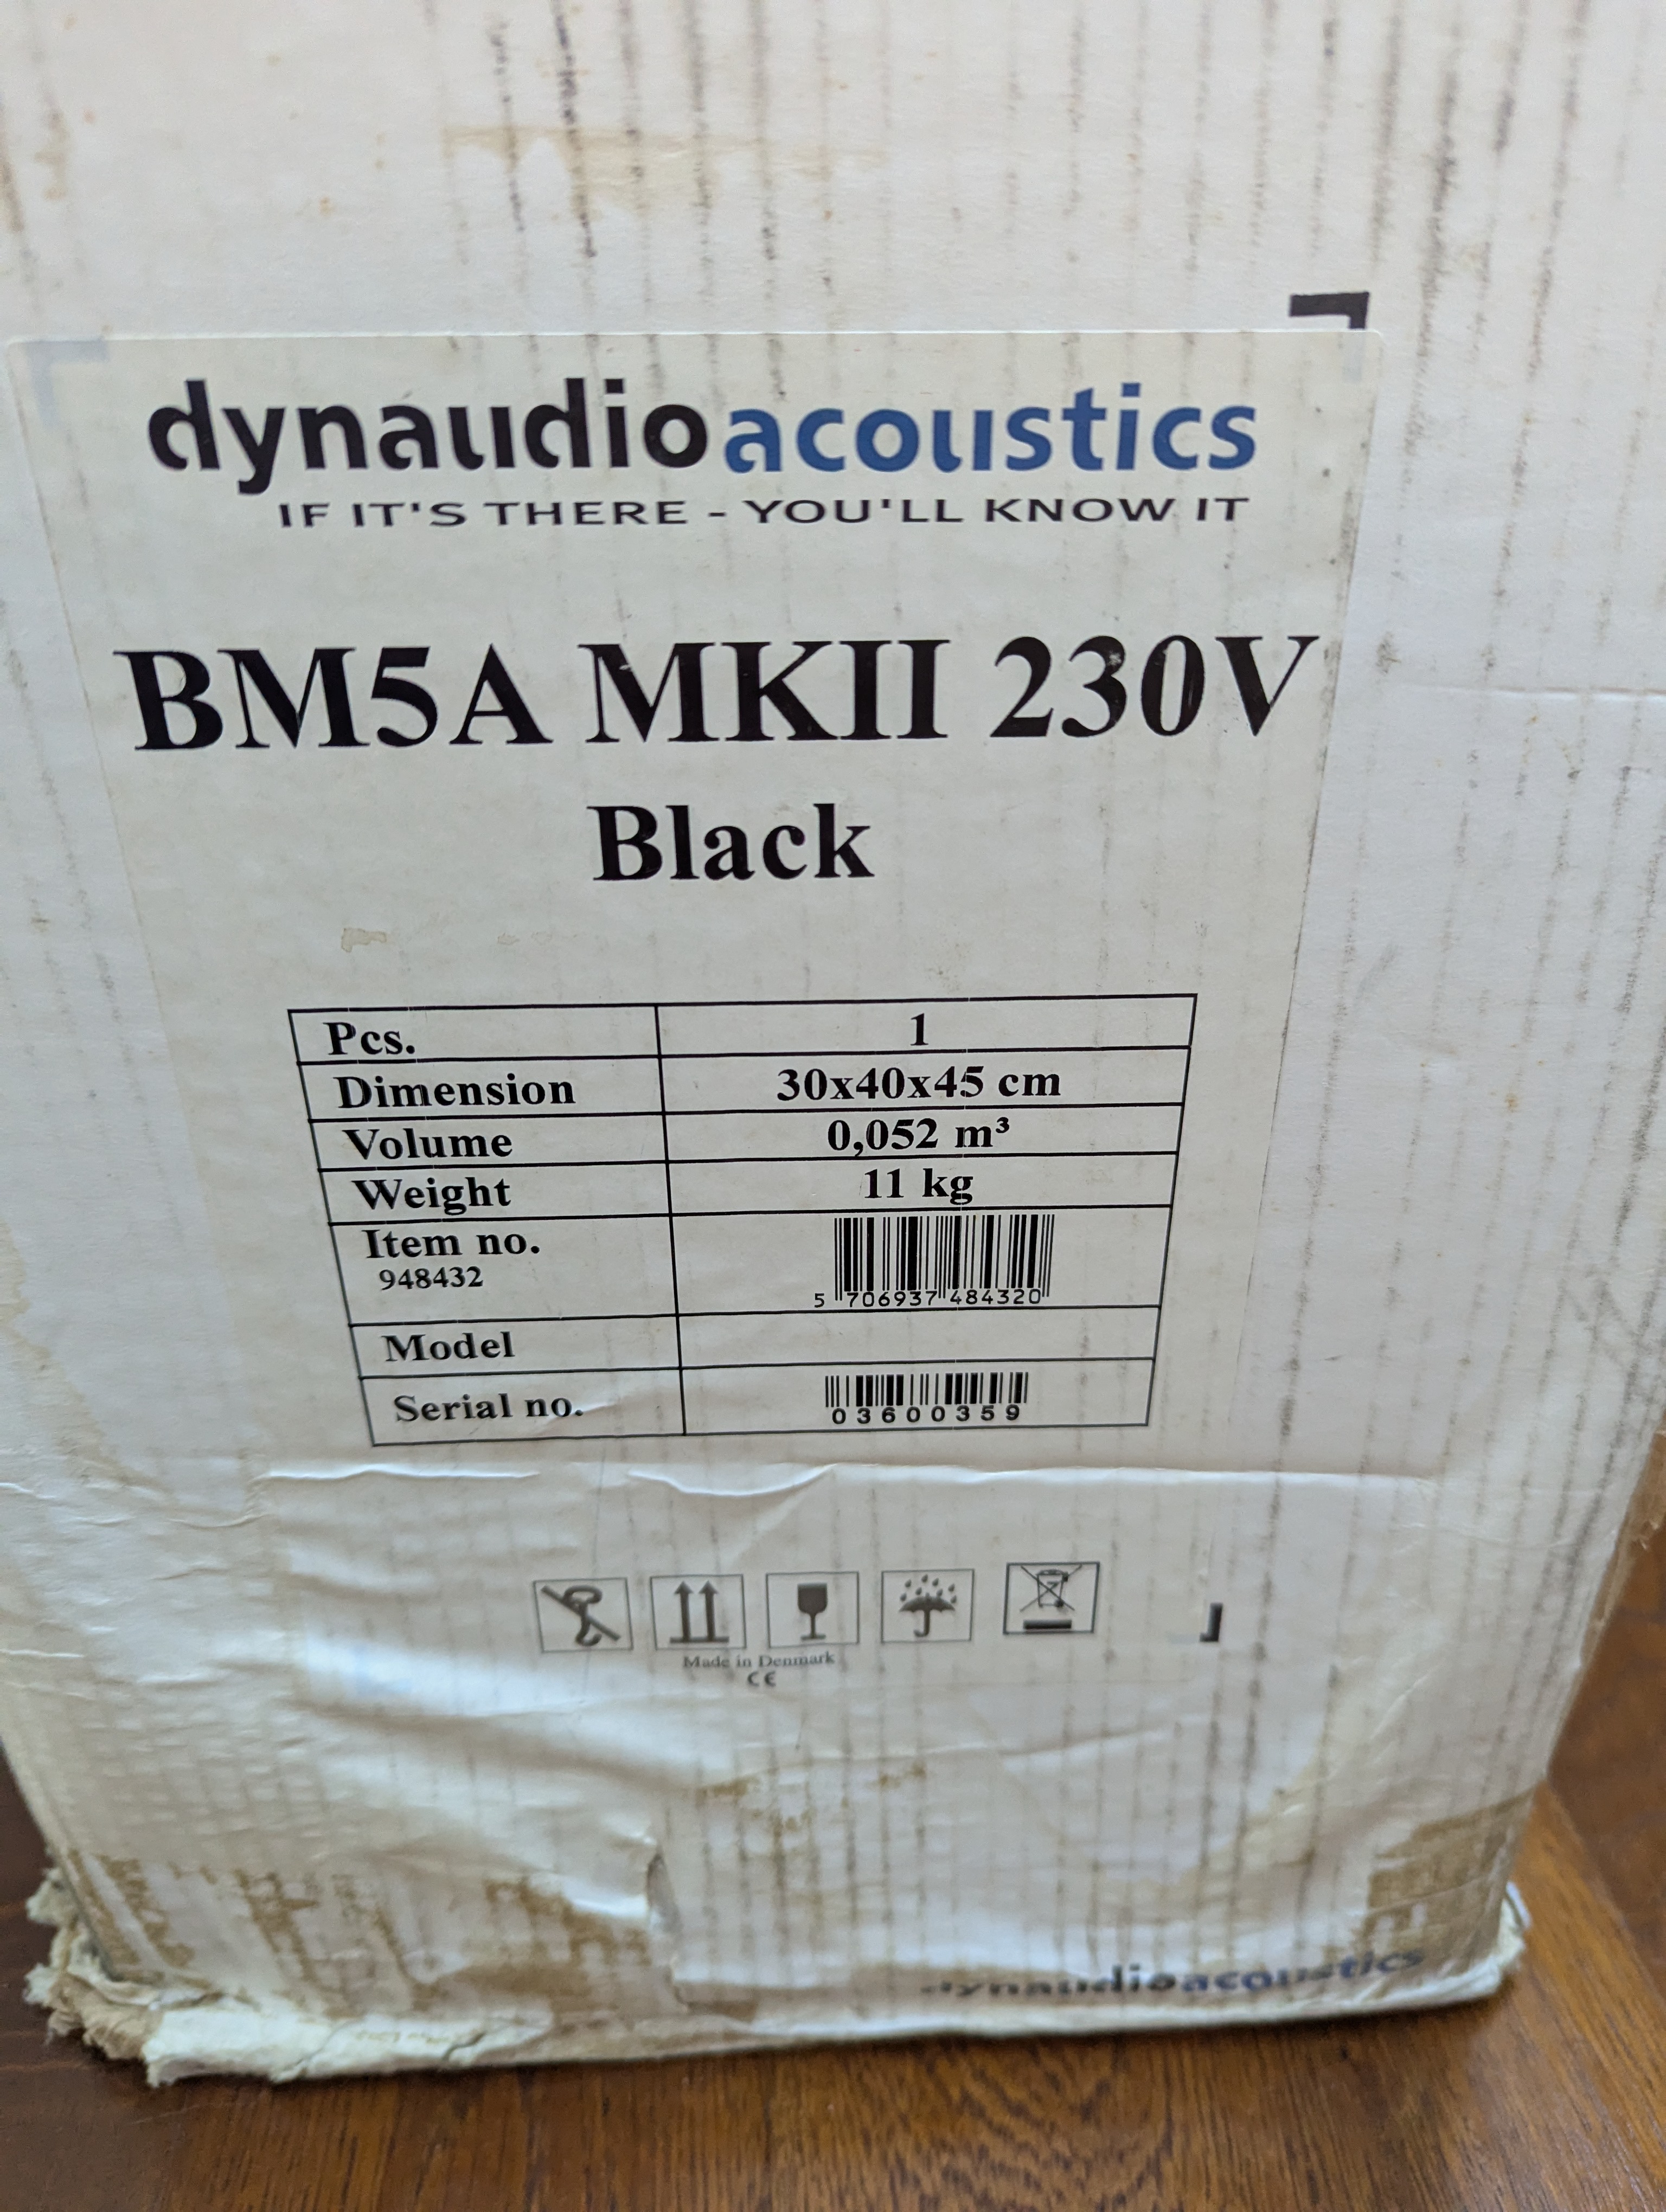 dynaudioacoustics
IF IT'S THERE - YOU'LL KNOW IT
BM5A MKII 230V
Black
Pcs. 1
Dimension 30x40x45 cm
Volume 0,052 m³
Weight 11 kg
Item no.
948432 5 706937 484320
Model
Serial no. 03600359
Made in Denmark
CE
dynaudioacoustics